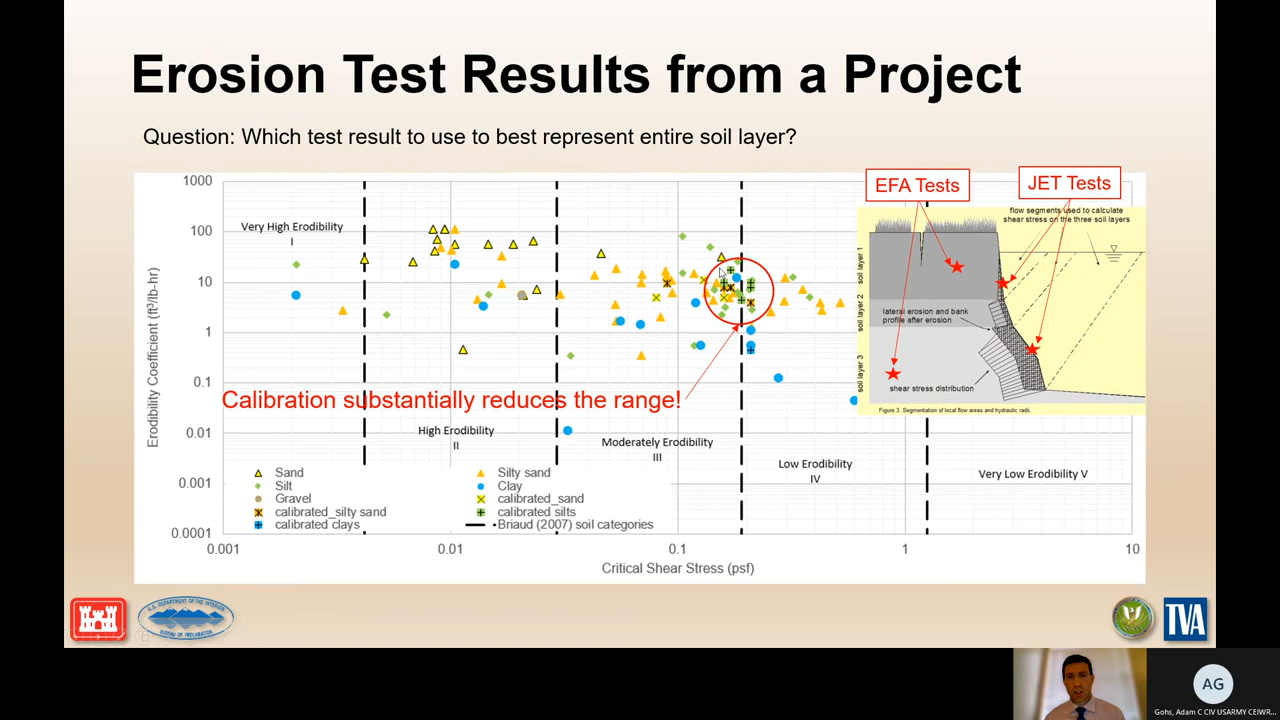 Erosion Test Results from a Project
Question: Which test result to use to best represent entire soil layer?
EFA Tests
JET Tests
flow segments used to calculate
shear stress on the three soil layers
soil layer 1
soil layer 2
soil layer 3
lateral erosion and bank
profile after erosion
shear stress distribution
Figure 3. Segmentation of local flow areas and hydraulic radii.
Erodibility Coefficient (ft³/lb-hr)
1000
100
10
1
0.1
0.01
0.001
0.0001
Very High Erodibility
I
Calibration substantially reduces the range!
High Erodibility
II
Moderately Erodibility
III
Low Erodibility
IV
Very Low Erodibility V
Sand
Silty sand
Silt
Clay
Gravel
calibrated_sand
calibrated_silty sand
calibrated silts
calibrated clays
Briaud (2007) soil categories
0.001
0.01
0.1
1
10
Critical Shear Stress (psf)
U.S. DEPARTMENT OF THE INTERIOR
BUREAU OF RECLAMATION
TVA
AG
Gohs, Adam C CIV USARMY CEIWR...